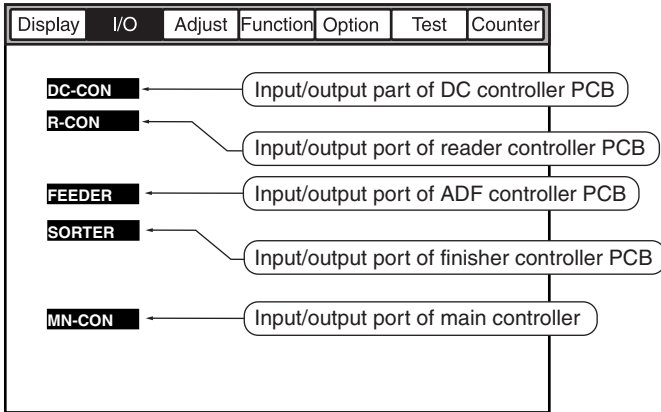 Display I/O Adjust Function Option Test Counter
DC-CON Input/output part of DC controller PCB
R-CON
Input/output port of reader controller PCB
FEEDER Input/output port of ADF controller PCB
SORTER
Input/output port of finisher controller PCB
MN-CON Input/output port of main controller